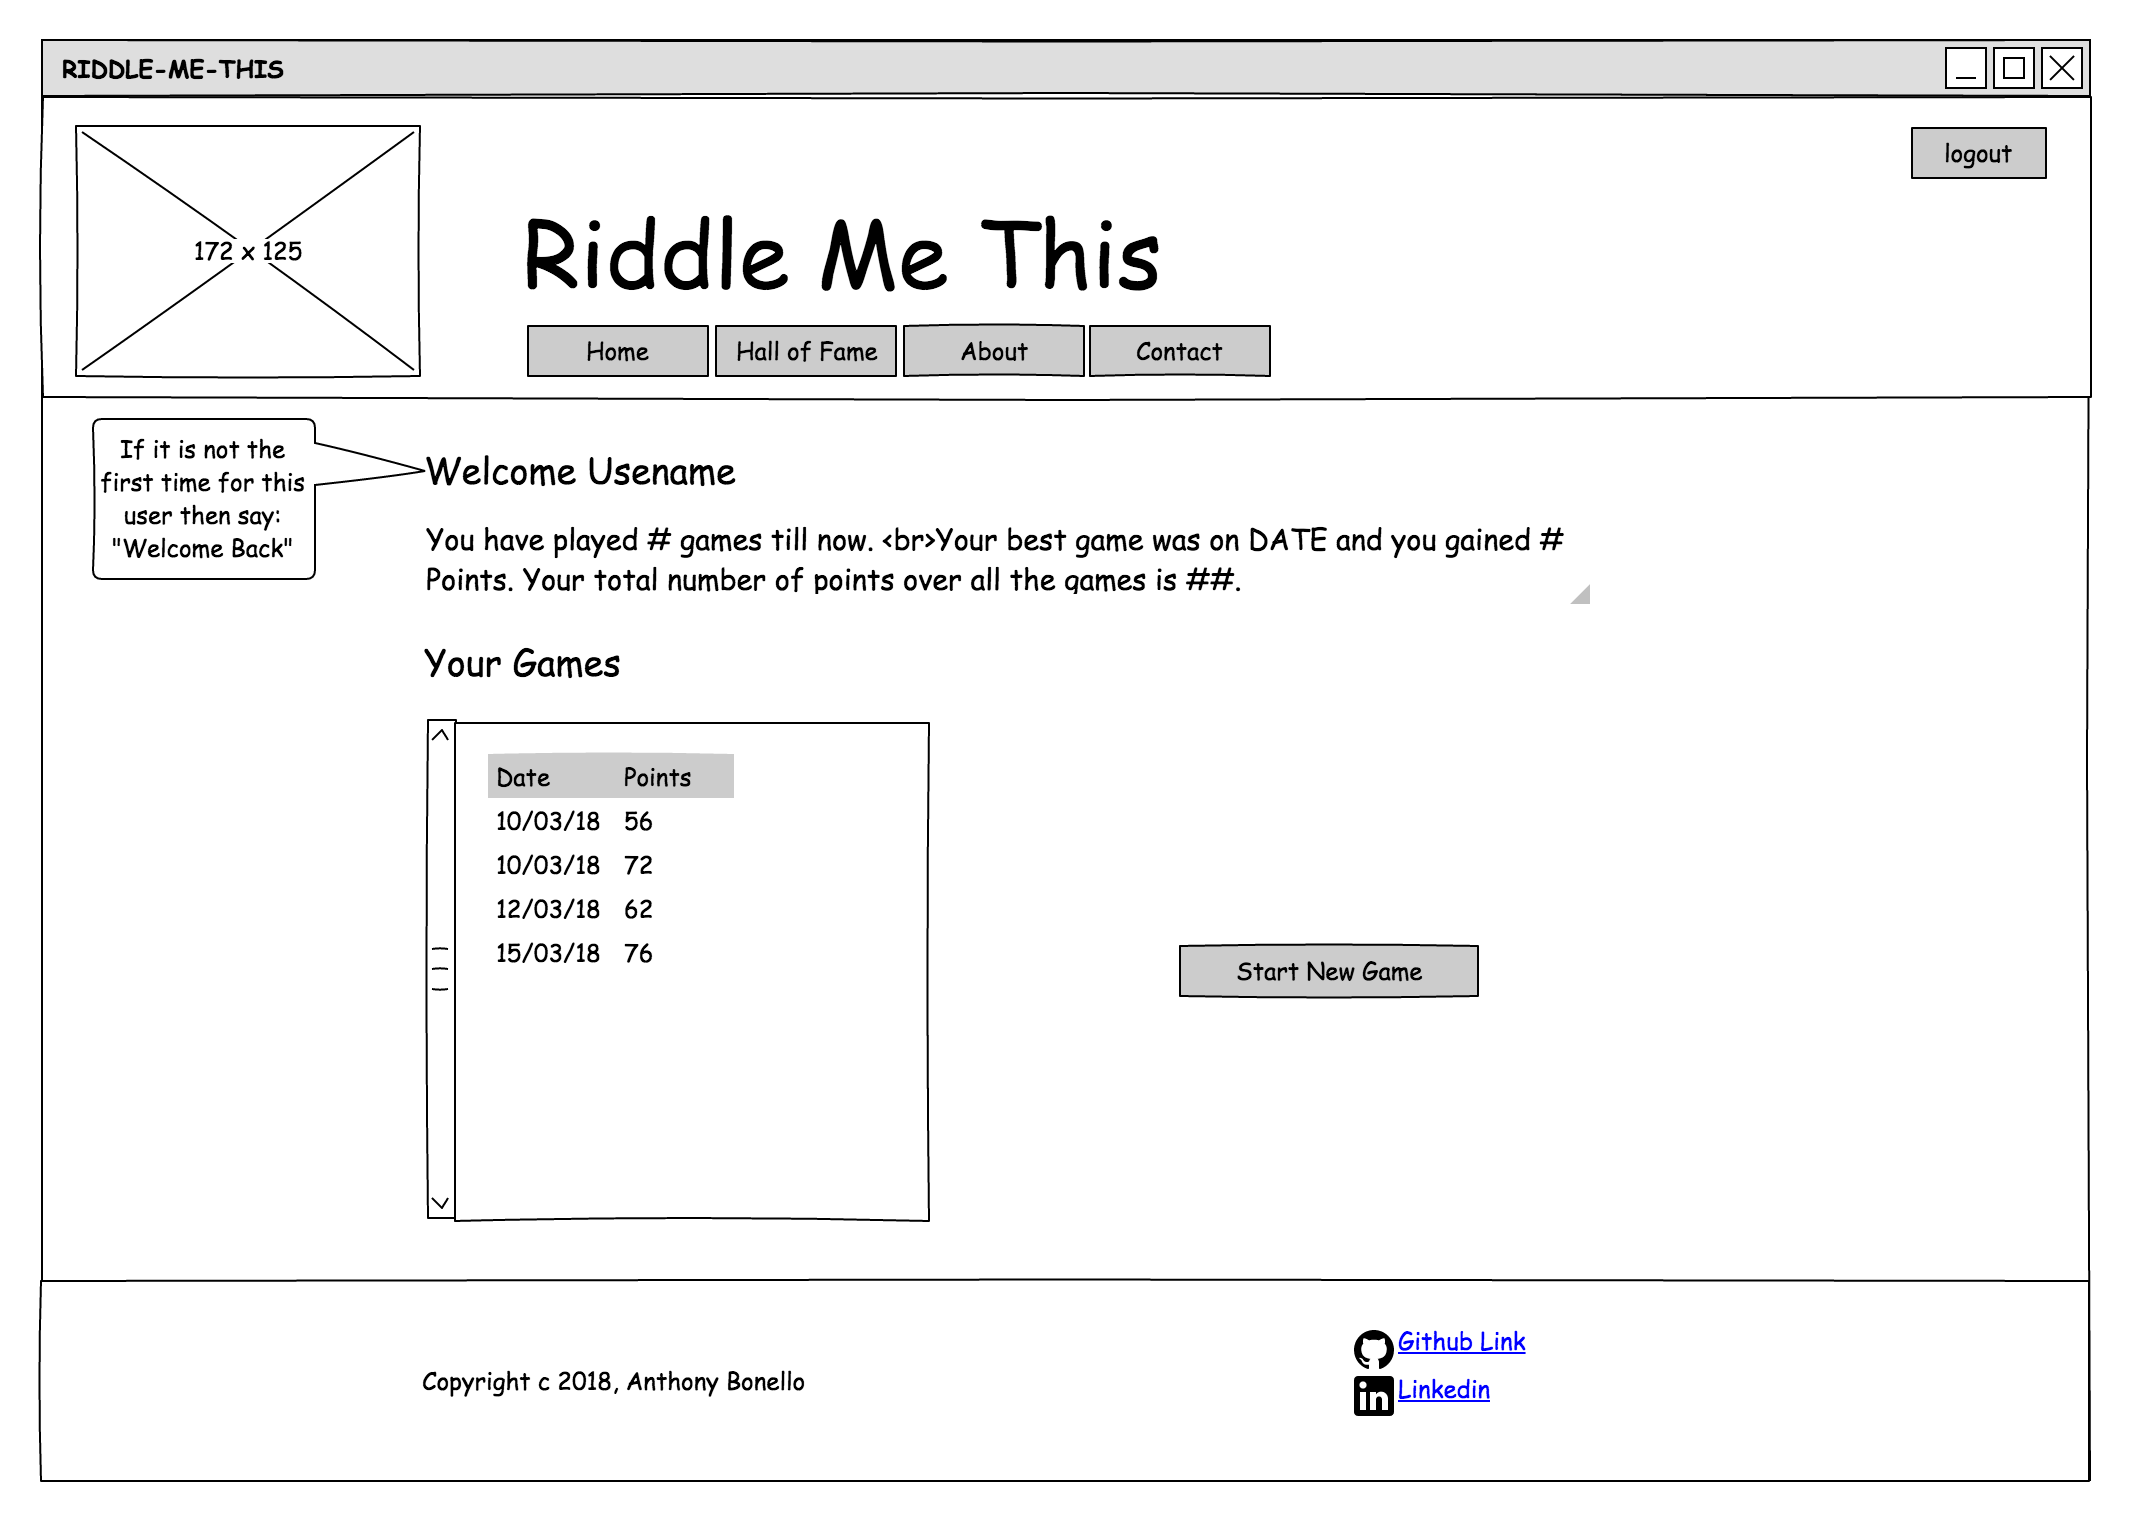 RIDDLE-ME-THIS
logout
172 x 125
Riddle Me This
Home Hall of Fame About Contact
If it is not the
first time for this
user then say:
"Welcome Back"
Welcome Usename
You have played # games till now. <br>Your best game was on DATE and you gained #
Points. Your total number of points over all the games is ##.
Your Games
Date Points
10/03/18 56
10/03/18 72
12/03/18 62
15/03/18 76
Start New Game
Copyright c 2018, Anthony Bonello
Github Link
Linkedin